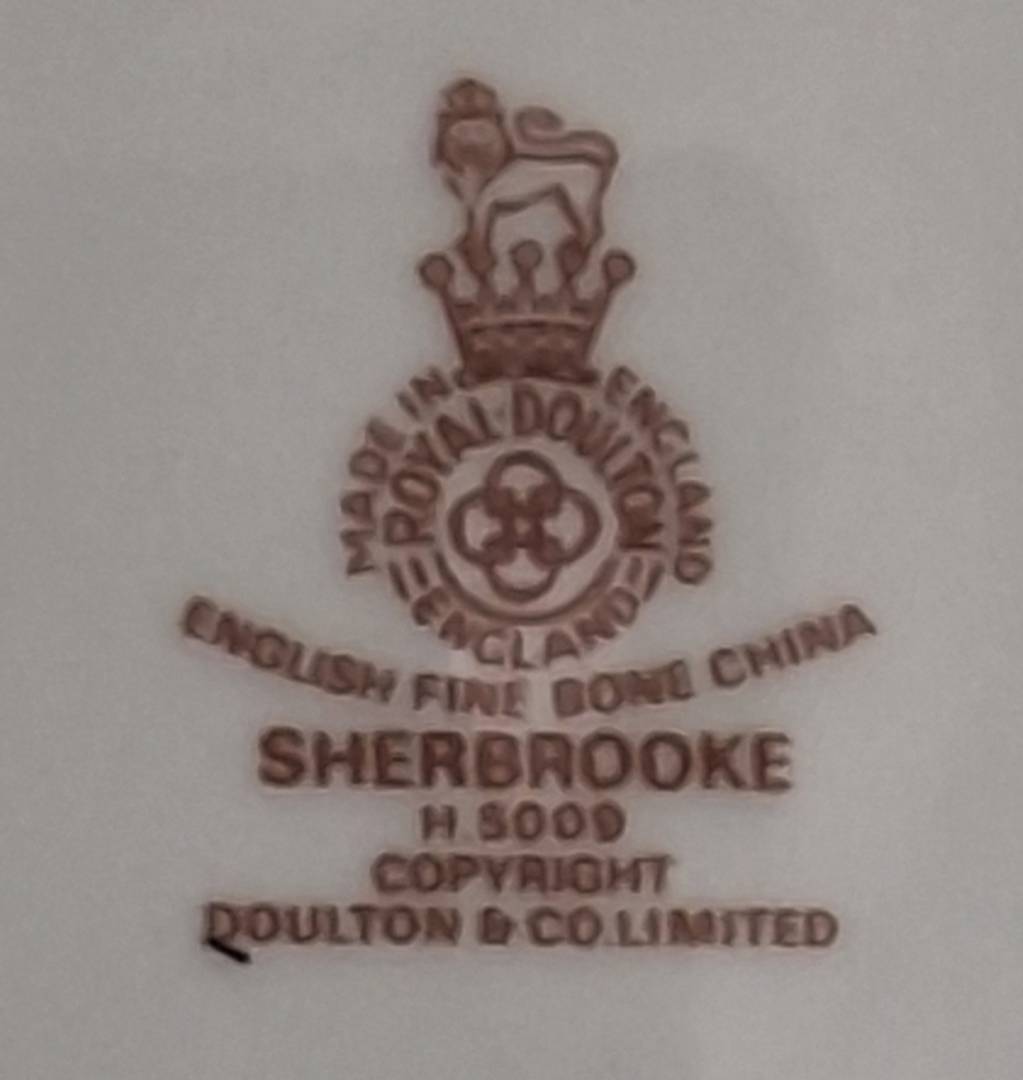 MADE IN ENGLAND
ROYAL DOULTON
ENGLAND
ENGLISH FINE BONE CHINA
SHERBROOKE
H 5009
COPYRIGHT
DOULTON & CO. LIMITED